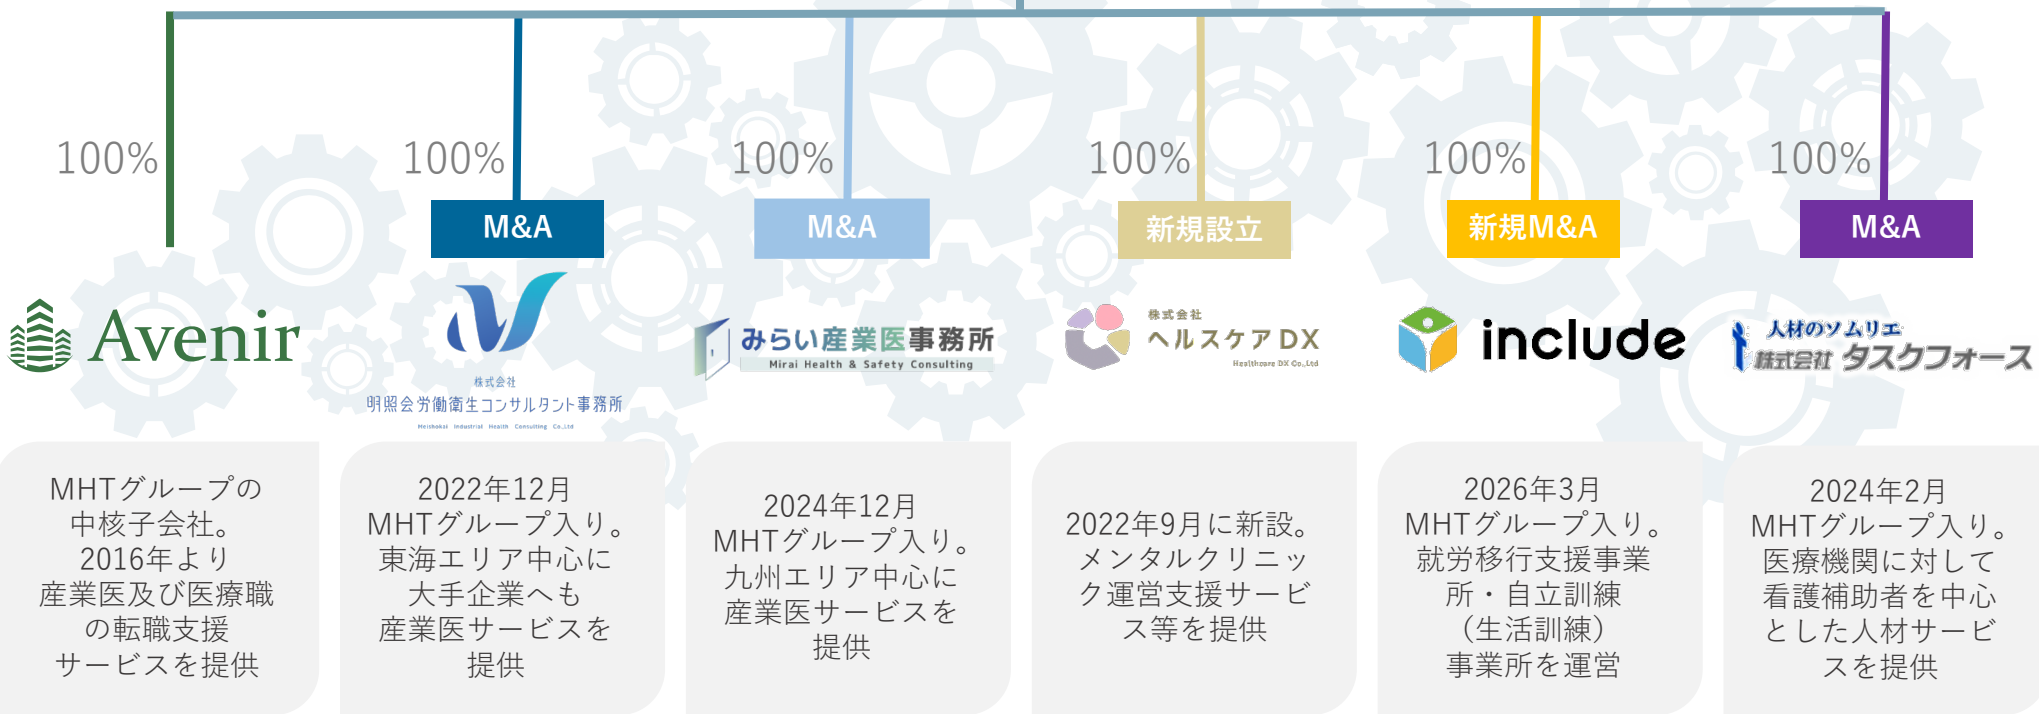 100%
100%
100%
100%
100%
100%
M&A
M&A
新規設立
新規M&A
M&A
Avenir
株式会社
明照会労働衛生コンサルタント事務所
Meishokai Industrial Health Consulting Co.,Ltd
みらい産業医事務所
Mirai Health & Safety Consulting
株式会社
ヘルスケアDX
Healthcare DX Co.,Ltd
include
人材のソムリエ
株式会社 タスクフォース
MHTグループの
中核子会社。
2016年より
産業医及び医療職
の転職支援
サービスを提供
2022年12月
MHTグループ入り。
東海エリア中心に
大手企業へも
産業医サービスを
提供
2024年12月
MHTグループ入り。
九州エリア中心に
産業医サービスを
提供
2022年9月に新設。
メンタルクリニッ
ク運営支援サービ
ス等を提供
2026年3月
MHTグループ入り。
就労移行支援事業
所・自立訓練
（生活訓練）
事業所を運営
2024年2月
MHTグループ入り。
医療機関に対して
看護補助者を中心
とした人材サービ
スを提供